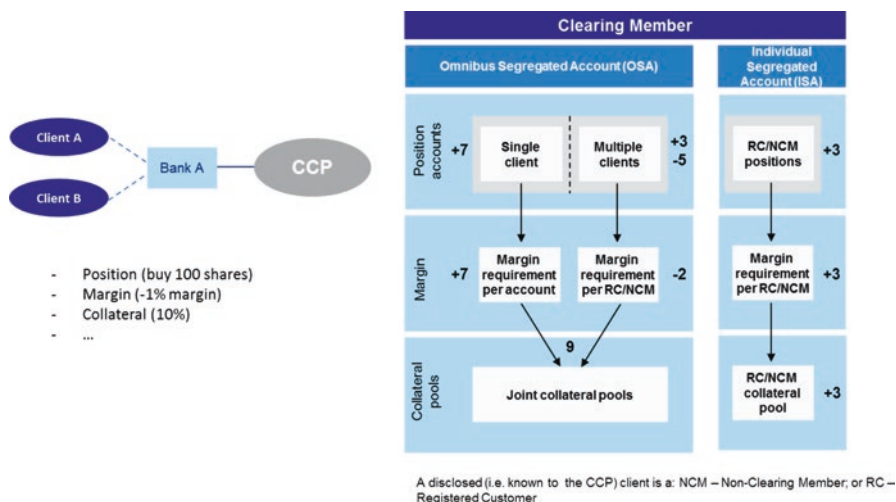 Client A
Client B
Bank A
CCP
- Position (buy 100 shares)
- Margin (-1% margin)
- Collateral (10%)
- ...
Clearing Member
Omnibus Segregated Account (OSA)
Individual
Segregated
Account (ISA)
Position
accounts
+7
Single
client
Multiple
clients
+3
-5
RC/NCM
positions
+3
Margin
+7
Margin
requirement
per account
Margin
requirement
per RC/NCM
-2
Margin
requirement
per RC/NCM
+3
Collateral
pools
9
Joint collateral pools
RC/NCM
collateral
pool
+3
A disclosed (i.e. known to the CCP) client is a: NCM – Non-Clearing Member; or RC –
Registered Customer